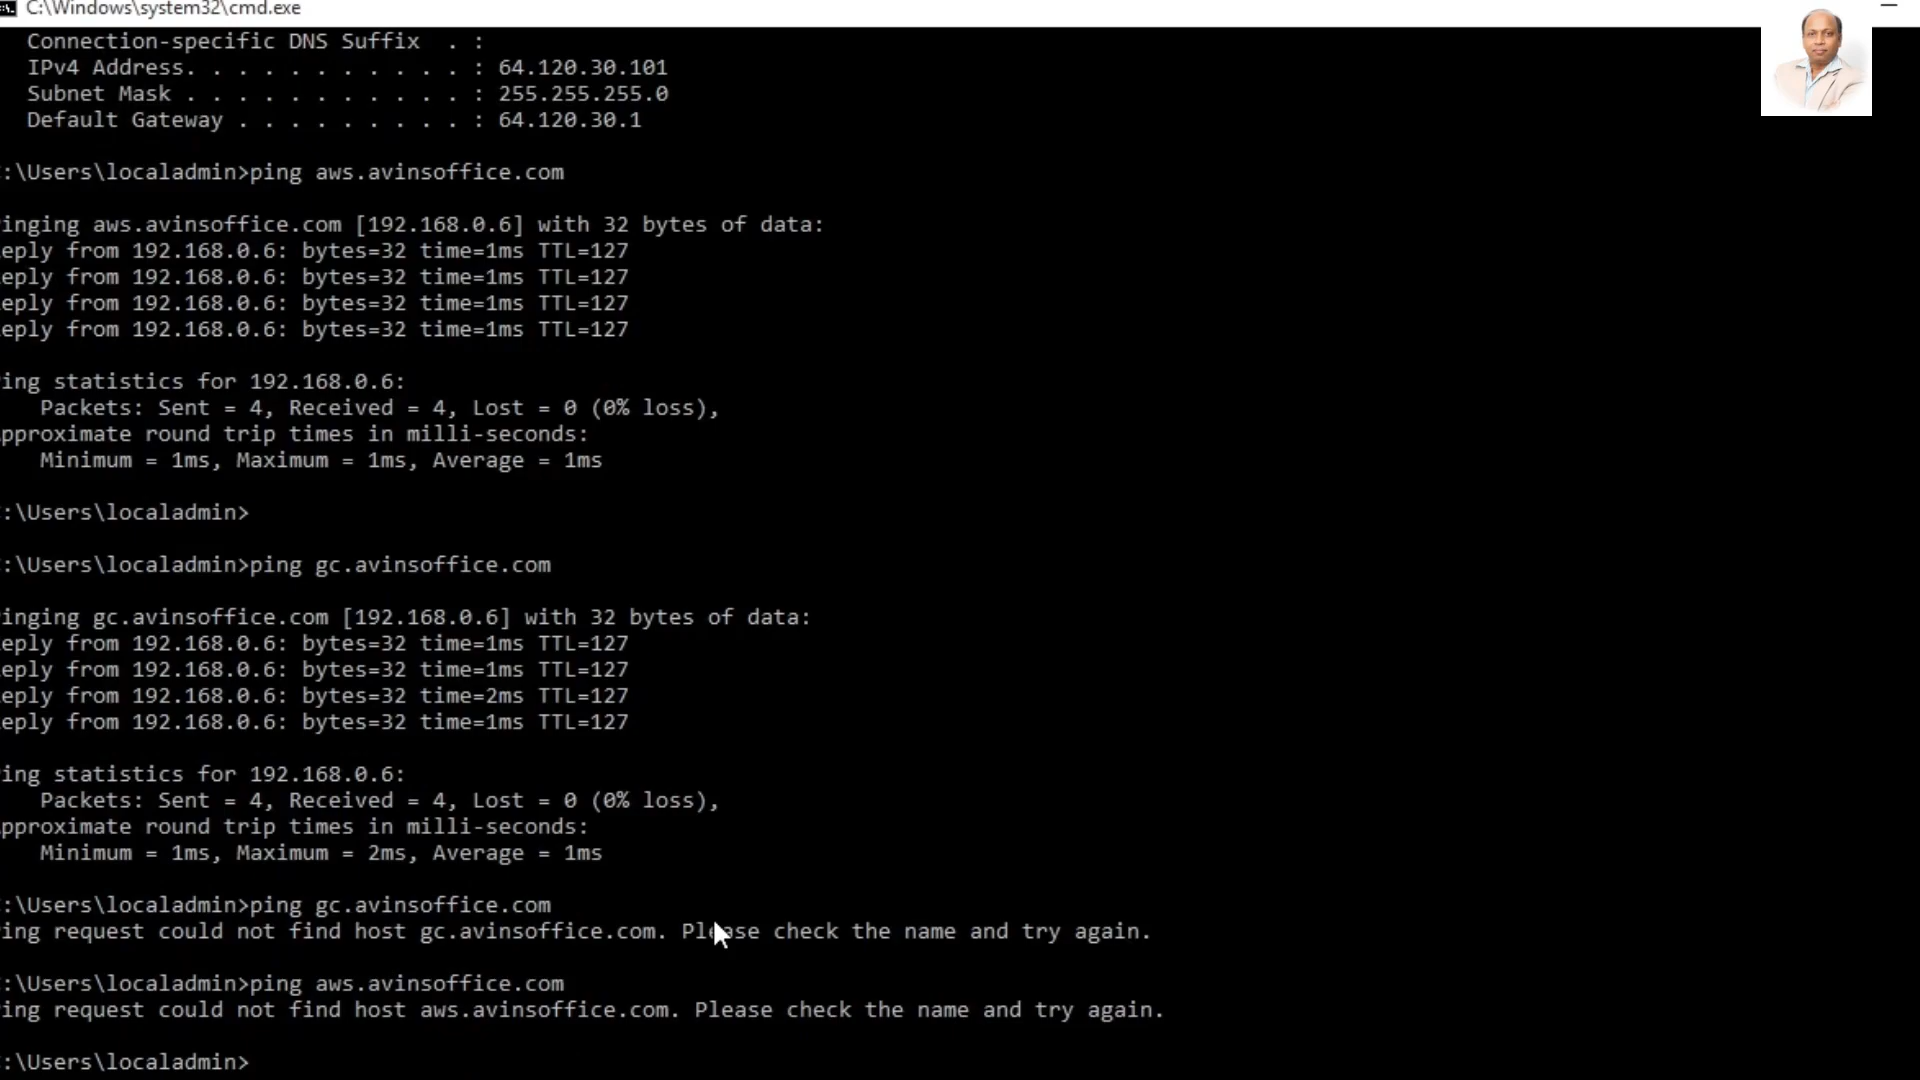 C:\Windows\system32\cmd.exe
Connection-specific DNS Suffix  . :
IPv4 Address. . . . . . . . . . . : 64.120.30.101
Subnet Mask . . . . . . . . . . . : 255.255.255.0
Default Gateway . . . . . . . . . : 64.120.30.1
:\Users\localadmin>ping aws.avinsoffice.com
inging aws.avinsoffice.com [192.168.0.6] with 32 bytes of data:
eply from 192.168.0.6: bytes=32 time=1ms TTL=127
eply from 192.168.0.6: bytes=32 time=1ms TTL=127
eply from 192.168.0.6: bytes=32 time=1ms TTL=127
eply from 192.168.0.6: bytes=32 time=1ms TTL=127
ing statistics for 192.168.0.6:
Packets: Sent = 4, Received = 4, Lost = 0 (0% loss),
pproximate round trip times in milli-seconds:
Minimum = 1ms, Maximum = 1ms, Average = 1ms
:\Users\localadmin>
:\Users\localadmin>ping gc.avinsoffice.com
inging gc.avinsoffice.com [192.168.0.6] with 32 bytes of data:
eply from 192.168.0.6: bytes=32 time=1ms TTL=127
eply from 192.168.0.6: bytes=32 time=1ms TTL=127
eply from 192.168.0.6: bytes=32 time=2ms TTL=127
eply from 192.168.0.6: bytes=32 time=1ms TTL=127
ing statistics for 192.168.0.6:
Packets: Sent = 4, Received = 4, Lost = 0 (0% loss),
pproximate round trip times in milli-seconds:
Minimum = 1ms, Maximum = 2ms, Average = 1ms
:\Users\localadmin>ping gc.avinsoffice.com
ing request could not find host gc.avinsoffice.com. Please check the name and try again.
:\Users\localadmin>ping aws.avinsoffice.com
ing request could not find host aws.avinsoffice.com. Please check the name and try again.
:\Users\localadmin>